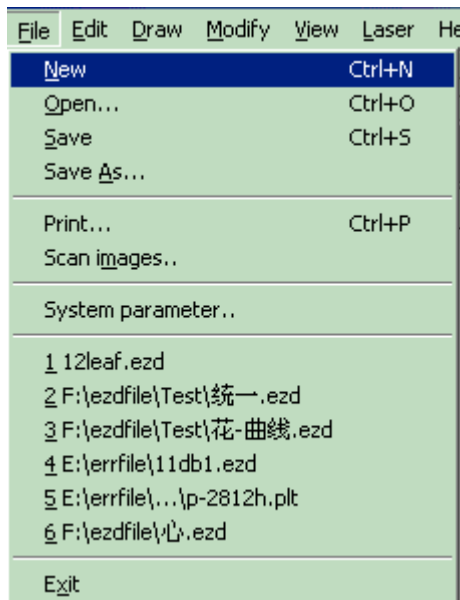 File Edit Draw Modify View Laser He
New Ctrl+N
Open... Ctrl+O
Save Ctrl+S
Save As...
Print... Ctrl+P
Scan images..
System parameter..
1 12leaf.ezd
2 F:\ezdfile\Test\统一.ezd
3 F:\ezdfile\Test\花-曲线.ezd
4 E:\errfile\11db1.ezd
5 E:\errfile\...\p-2812h.plt
6 F:\ezdfile\心.ezd
Exit